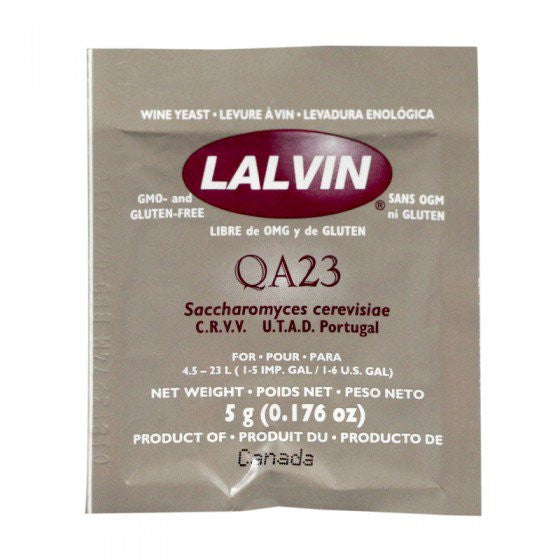 WINE YEAST • LEVURE À VIN • LEVADURA ENOLÓGICA
LALVIN®
GMO- and
GLUTEN-FREE
SANS OGM
ni GLUTEN
LIBRE de OMG y de GLUTEN
QA23
Saccharomyces cerevisiae
C.R.V.V. U.T.A.D. Portugal
FOR • POUR • PARA
4.5 – 23 L ( 1-5 IMP. GAL / 1-6 U.S. GAL)
NET WEIGHT • POIDS NET • PESO NETO
5 g (0.176 oz)
PRODUCT OF • PRODUIT DU • PRODUCTO DE
Canada